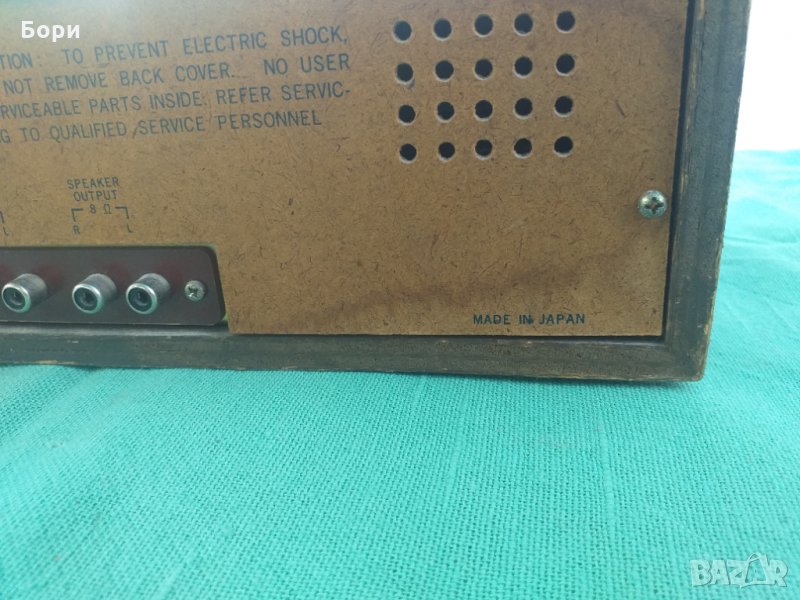 Бори
TION: TO PREVENT ELECTRIC SHOCK,
NOT REMOVE BACK COVER. NO USER
RVICEABLE PARTS INSIDE: REFER SERVIC-
G TO QUALIFIED SERVICE PERSONNEL
SPEAKER
OUTPUT
8 Ω
L R L
MADE IN JAPAN
BAZAR